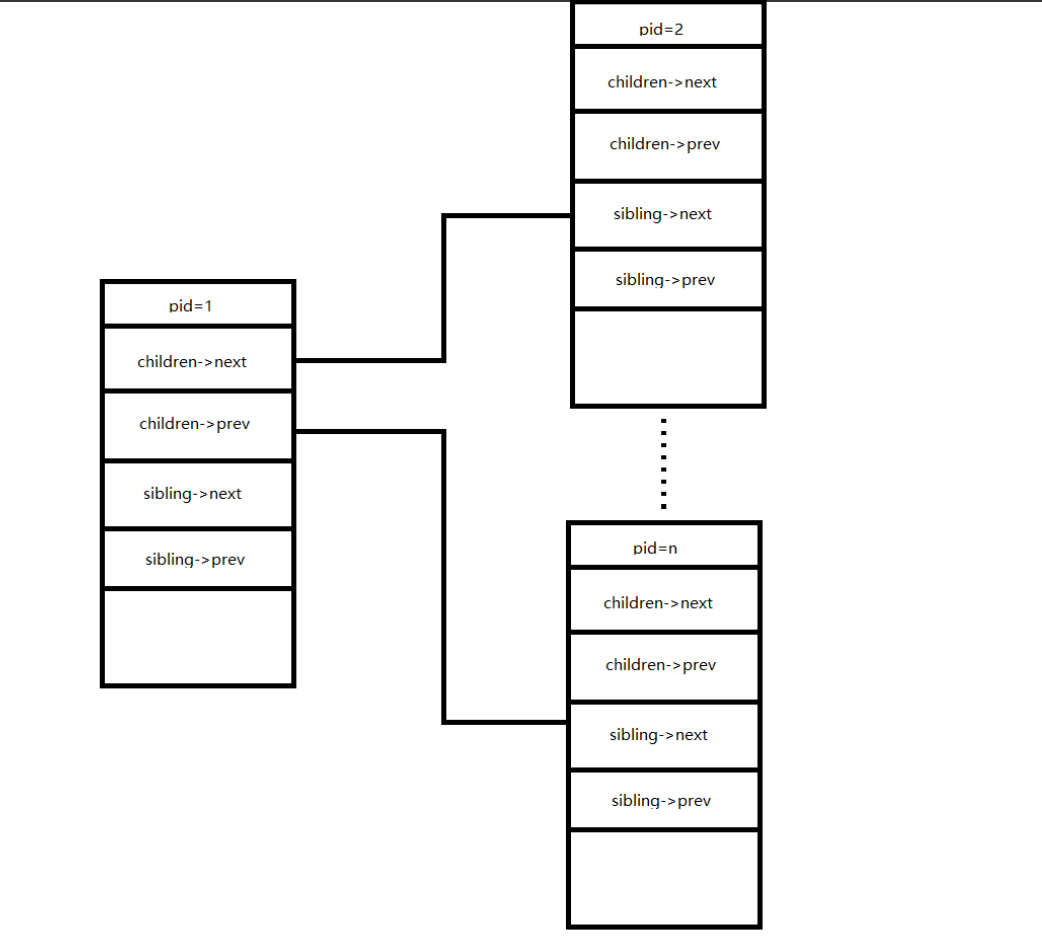 pid=2
children->next
children->prev
sibling->next
sibling->prev
pid=1
children->next
children->prev
sibling->next
sibling->prev
pid=n
children->next
children->prev
sibling->next
sibling->prev